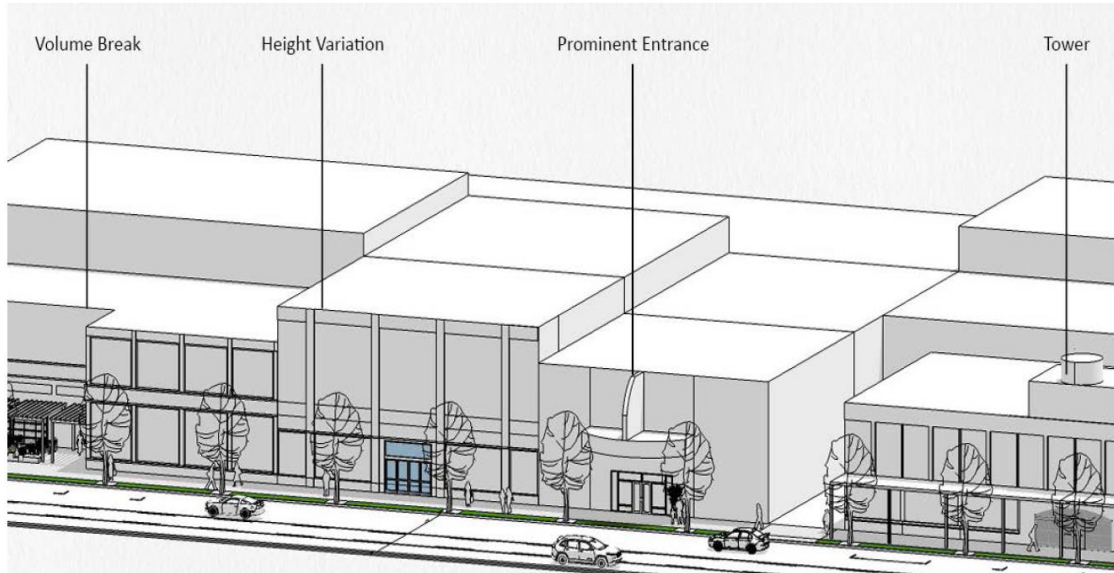 Volume Break
Height Variation
Prominent Entrance
Tower